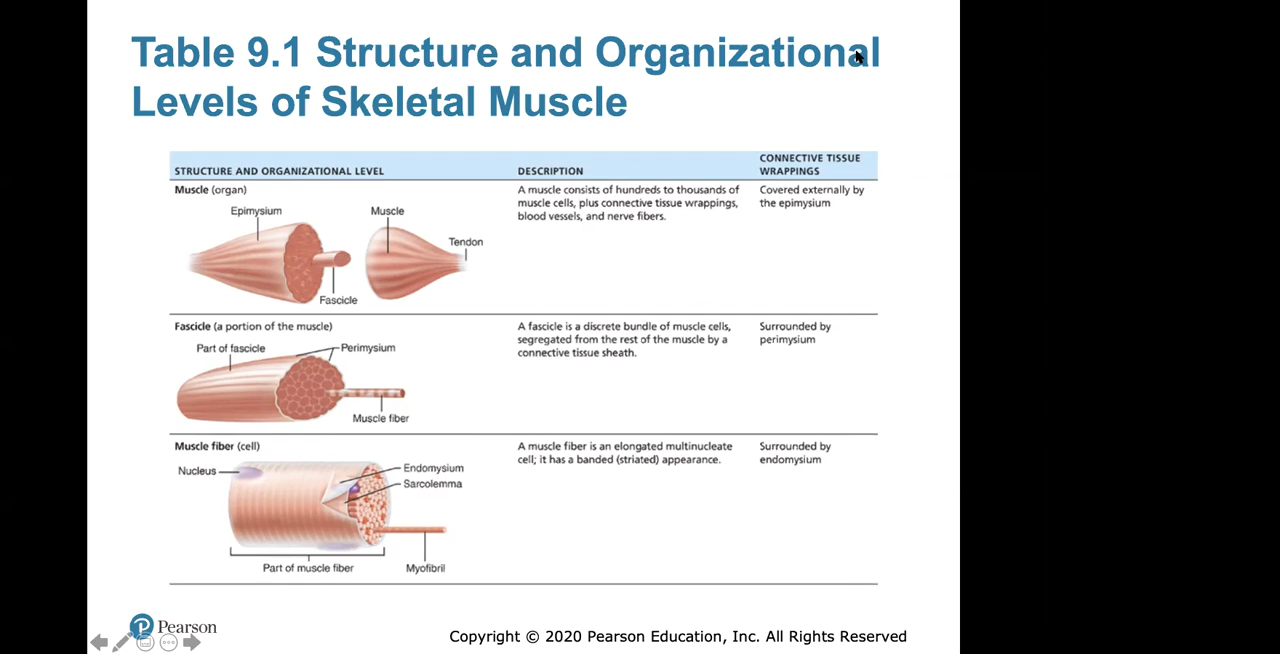 Table 9.1 Structure and Organizational
Levels of Skeletal Muscle
STRUCTURE AND ORGANIZATIONAL LEVEL
DESCRIPTION
CONNECTIVE TISSUE
WRAPPINGS
Muscle (organ)
Epimysium
Muscle
Tendon
Fascicle
A muscle consists of hundreds to thousands of
muscle cells, plus connective tissue wrappings,
blood vessels, and nerve fibers.
Covered externally by
the epimysium
Fascicle (a portion of the muscle)
Part of fascicle
Perimysium
Muscle fiber
A fascicle is a discrete bundle of muscle cells,
segregated from the rest of the muscle by a
connective tissue sheath.
Surrounded by
perimysium
Muscle fiber (cell)
Nucleus
Endomysium
Sarcolemma
Part of muscle fiber
Myofibril
A muscle fiber is an elongated multinucleate
cell; it has a banded (striated) appearance.
Surrounded by
endomysium
P Pearson
Copyright © 2020 Pearson Education, Inc. All Rights Reserved